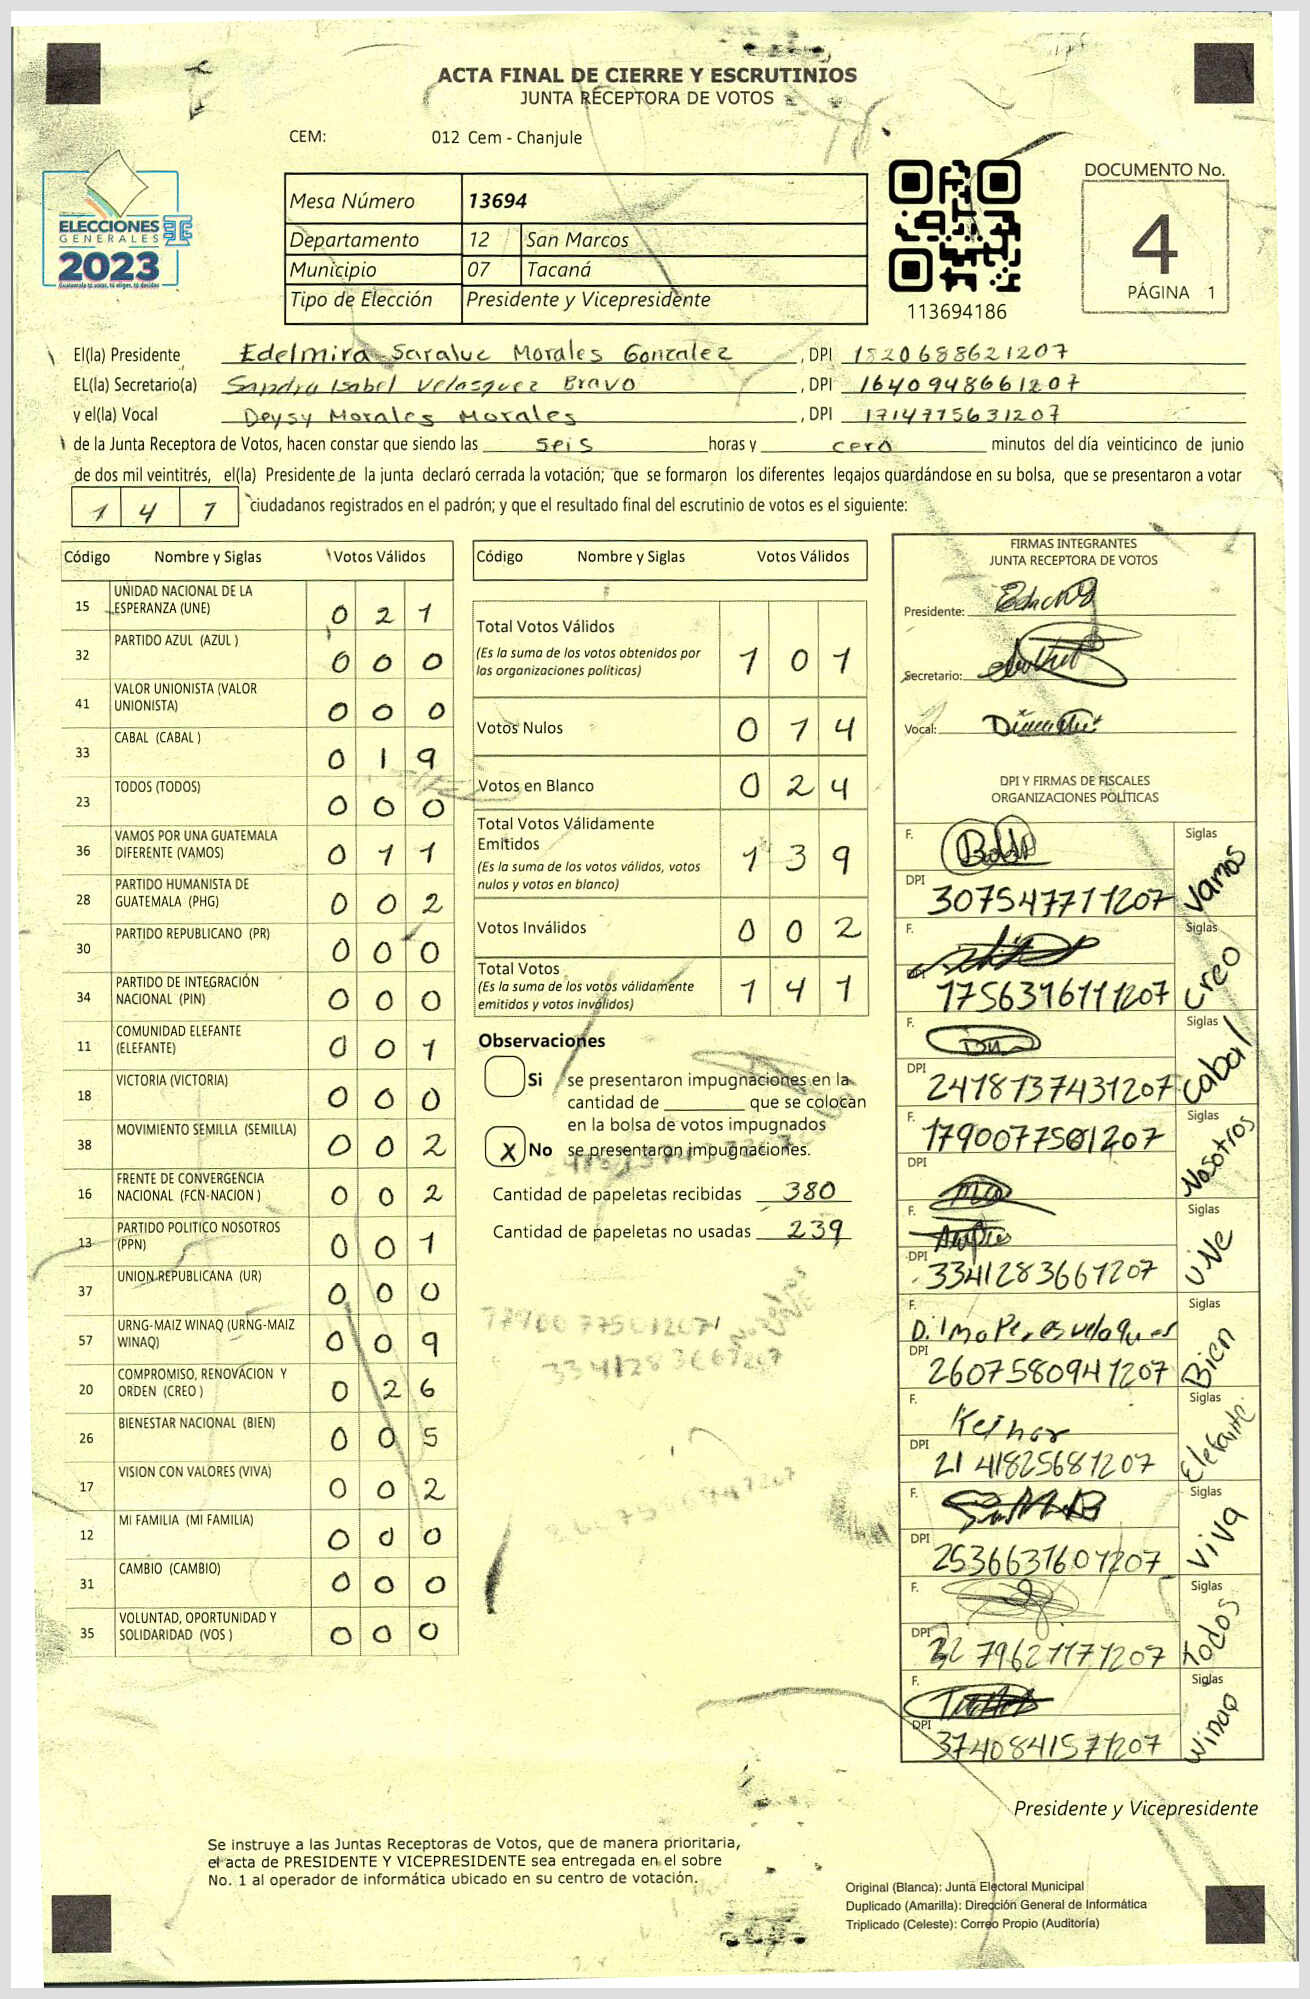 ACTA FINAL DE CIERRE Y ESCRUTINIOS
JUNTA RECEPTORA DE VOTOS
CEM: 012 Cem - Chanjule
ELECCIONES
GENERALES
2023
Guatemala tú votas, tú eliges, tú decides
Mesa Número 13694
Departamento 12 San Marcos
Municipio 07 Tacaná
Tipo de Elección Presidente y Vicepresidente
113694186
DOCUMENTO No.
4
PÁGINA 1
El(la) Presidente Edelmira Saraluc Morales Gonzalez, DPI 1820688621207
EL(la) Secretario(a) Sandra Isabel Velasquez Bravo, DPI 1640948661207
y el(la) Vocal Deysy Morales Morales, DPI 1714775631207
de la Junta Receptora de Votos, hacen constar que siendo las seis horas y cero minutos del día veinticinco de junio
de dos mil veintitrés, el(la) Presidente de la junta declaró cerrada la votación; que se formaron los diferentes legajos guardándose en su bolsa, que se presentaron a votar
1 4 1 ciudadanos registrados en el padrón; y que el resultado final del escrutinio de votos es el siguiente:
Código Nombre y Siglas Votos Válidos
15 UNIDAD NACIONAL DE LA ESPERANZA (UNE) 0 2 1
32 PARTIDO AZUL (AZUL ) 0 0 0
41 VALOR UNIONISTA (VALOR UNIONISTA) 0 0 0
33 CABAL (CABAL ) 0 1 9
23 TODOS (TODOS) 0 0 0
36 VAMOS POR UNA GUATEMALA DIFERENTE (VAMOS) 0 1 1
28 PARTIDO HUMANISTA DE GUATEMALA (PHG) 0 0 2
30 PARTIDO REPUBLICANO (PR) 0 0 0
34 PARTIDO DE INTEGRACIÓN NACIONAL (PIN) 0 0 0
11 COMUNIDAD ELEFANTE (ELEFANTE) 0 0 1
18 VICTORIA (VICTORIA) 0 0 0
38 MOVIMIENTO SEMILLA (SEMILLA) 0 0 2
16 FRENTE DE CONVERGENCIA NACIONAL (FCN-NACION ) 0 0 2
13 PARTIDO POLITICO NOSOTROS (PPN) 0 0 1
37 UNION REPUBLICANA (UR) 0 0 0
57 URNG-MAIZ WINAQ (URNG-MAIZ WINAQ) 0 0 9
20 COMPROMISO, RENOVACION Y ORDEN (CREO ) 0 2 6
26 BIENESTAR NACIONAL (BIEN) 0 0 5
17 VISION CON VALORES (VIVA) 0 0 2
12 MI FAMILIA (MI FAMILIA) 0 0 0
31 CAMBIO (CAMBIO) 0 0 0
35 VOLUNTAD, OPORTUNIDAD Y SOLIDARIDAD (VOS ) 0 0 0
Código Nombre y Siglas Votos Válidos
Total Votos Válidos 1 0 1
(Es la suma de los votos obtenidos por
las organizaciones políticas)
Votos Nulos 0 1 4
Votos en Blanco 0 2 4
Total Votos Válidamente
Emitidos 1 3 9
(Es la suma de los votos válidos, votos
nulos y votos en blanco)
Votos Inválidos 0 0 2
Total Votos 1 4 1
(Es la suma de los votos válidamente
emitidos y votos inválidos)
Observaciones
Si se presentaron impugnaciones en la
cantidad de ________ que se colocan
en la bolsa de votos impugnados
X No se presentaron impugnaciones.
Cantidad de papeletas recibidas 380
Cantidad de papeletas no usadas 239
FIRMAS INTEGRANTES
JUNTA RECEPTORA DE VOTOS
Presidente:
Secretario:
Vocal:
DPI Y FIRMAS DE FISCALES
ORGANIZACIONES POLÍTICAS
F. Siglas
DPI 3075477111207 Vamos
F. Siglas
DPI 1756316111207 Creo
F. Siglas
DPI 2418137431207 Cabal
F. 1790077501207 Siglas
DPI Nosotros
F. Siglas
DPI 3341283661207 UNe
F. Siglas
DPI 2607580941207 Bien
F. Siglas
DPI 2141825681207 Elefante
F. Siglas
DPI 2536631601207 Viva
F. Siglas
DPI 3279621171207 todos
F. Siglas
DPI 3740841571207 Winaq
Presidente y Vicepresidente
Se instruye a las Juntas Receptoras de Votos, que de manera prioritaria,
el acta de PRESIDENTE Y VICEPRESIDENTE sea entregada en el sobre
No. 1 al operador de informática ubicado en su centro de votación.
Original (Blanca): Junta Electoral Municipal
Duplicado (Amarilla): Dirección General de Informática
Triplicado (Celeste): Correo Propio (Auditoría)